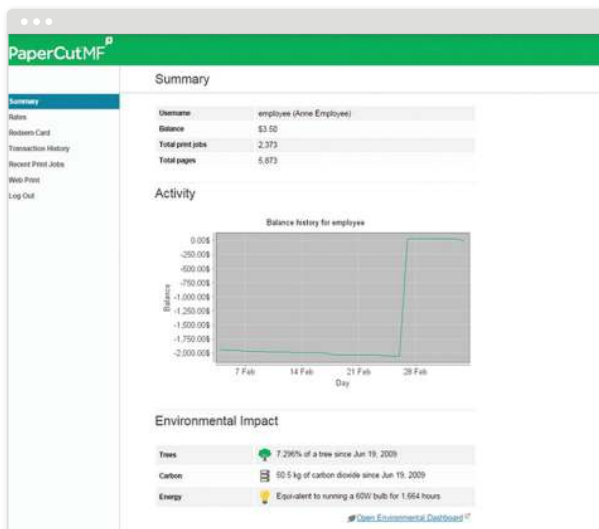 PaperCutMF
Summary
Summary
Rates
Redeem Card
Transaction History
Recent Print Jobs
Web Print
Log Out
Username employee (Anne Employee)
Balance $3.50
Total print jobs 2,373
Total pages 5,873
Activity
Balance history for employee
0.00$
-250.00$
-500.00$
-750.00$
-1,000.00$
-1,250.00$
-1,500.00$
-1,750.00$
-2,000.00$
Balance
7 Feb 14 Feb 21 Feb 28 Feb
Day
Environmental Impact
Trees 7.296% of a tree since Jun 19, 2009
Carbon 60.5 kg of carbon dioxide since Jun 19, 2009
Energy Equivalent to running a 60W bulb for 1,664 hours
Open Environmental Dashboard